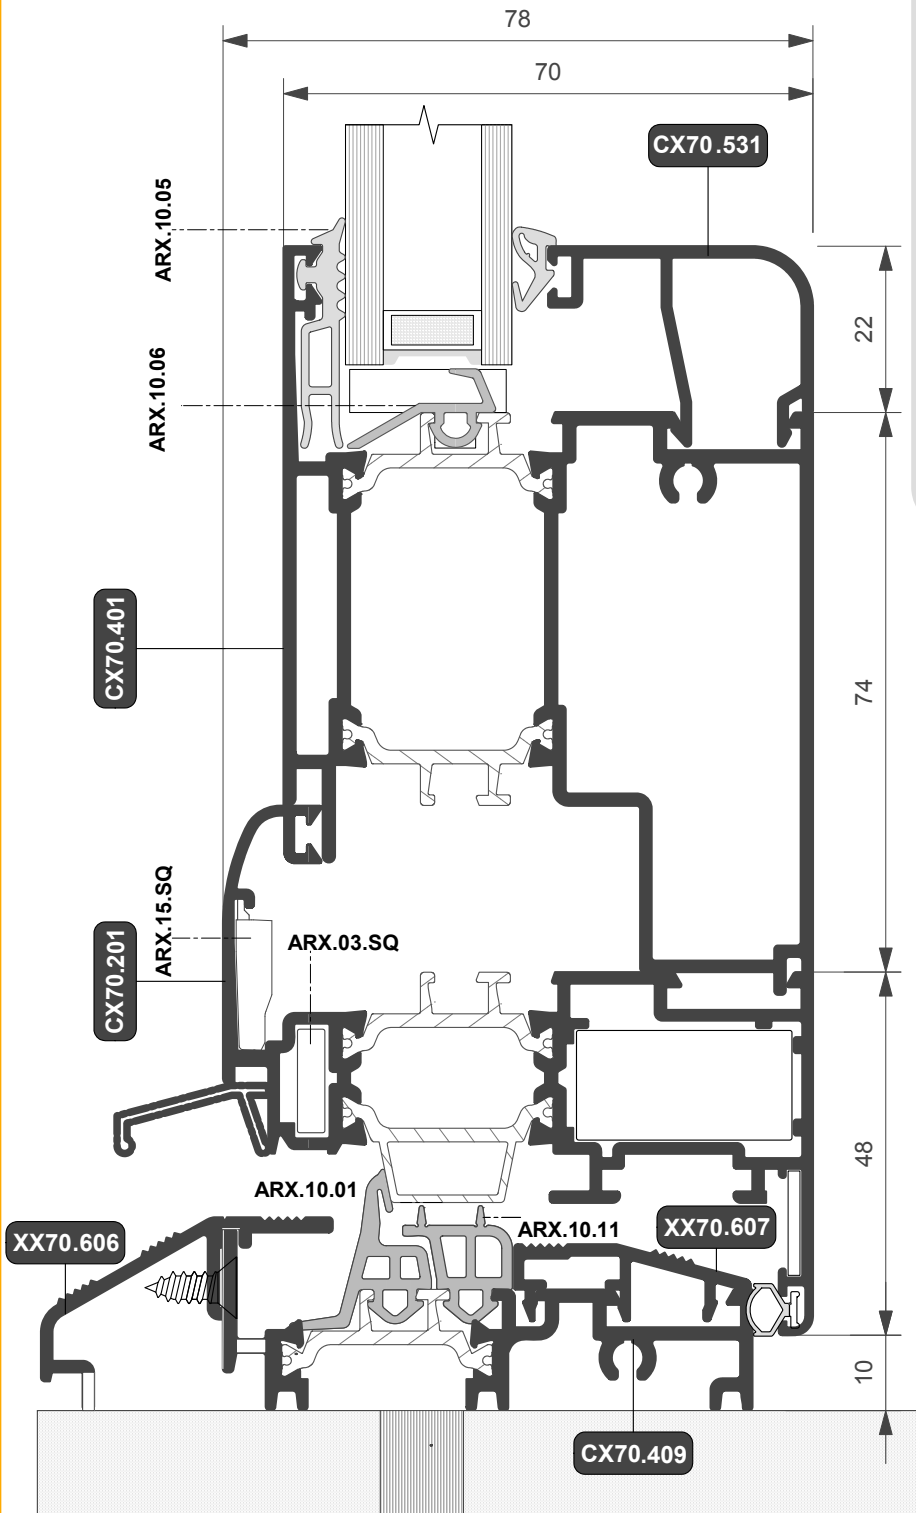 78
70
CX70.531
ARX.10.05
22
ARX.10.06
CX70.401
74
ARX.15.SQ
ARX.03.SQ
CX70.201
48
ARX.10.01
ARX.10.11
XX70.607
XX70.606
10
CX70.409